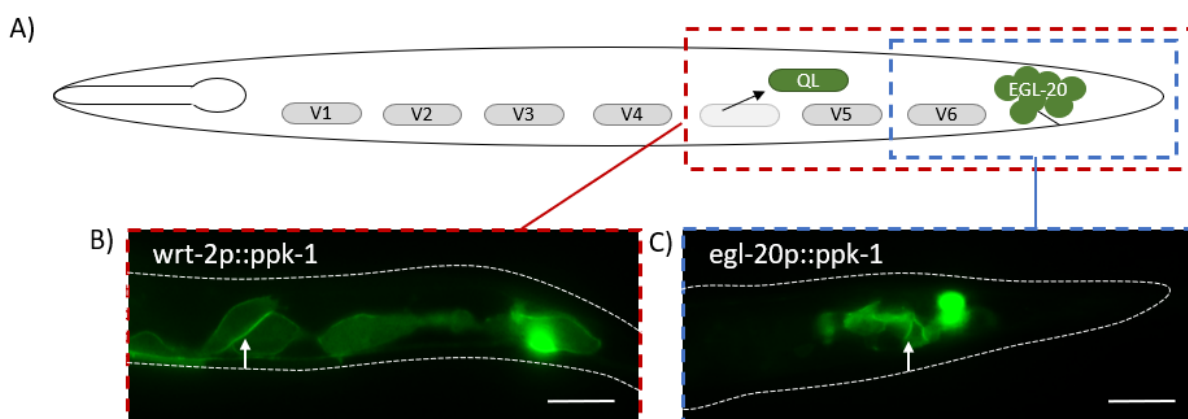 A)
QL
EGL-20
V1 V2 V3 V4 V5 V6
B)
wrt-2p::ppk-1
C)
egl-20p::ppk-1